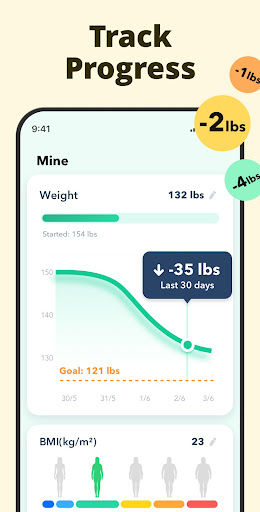 Track
Progress
-1lbs
-2lbs
-4lbs
9:41
Mine
Weight 132 lbs
Started: 154 lbs
-35 lbs
Last 30 days
150
140
130
Goal: 121 lbs
30/5 31/5 1/6 2/6 3/6
BMI(kg/m²) 23